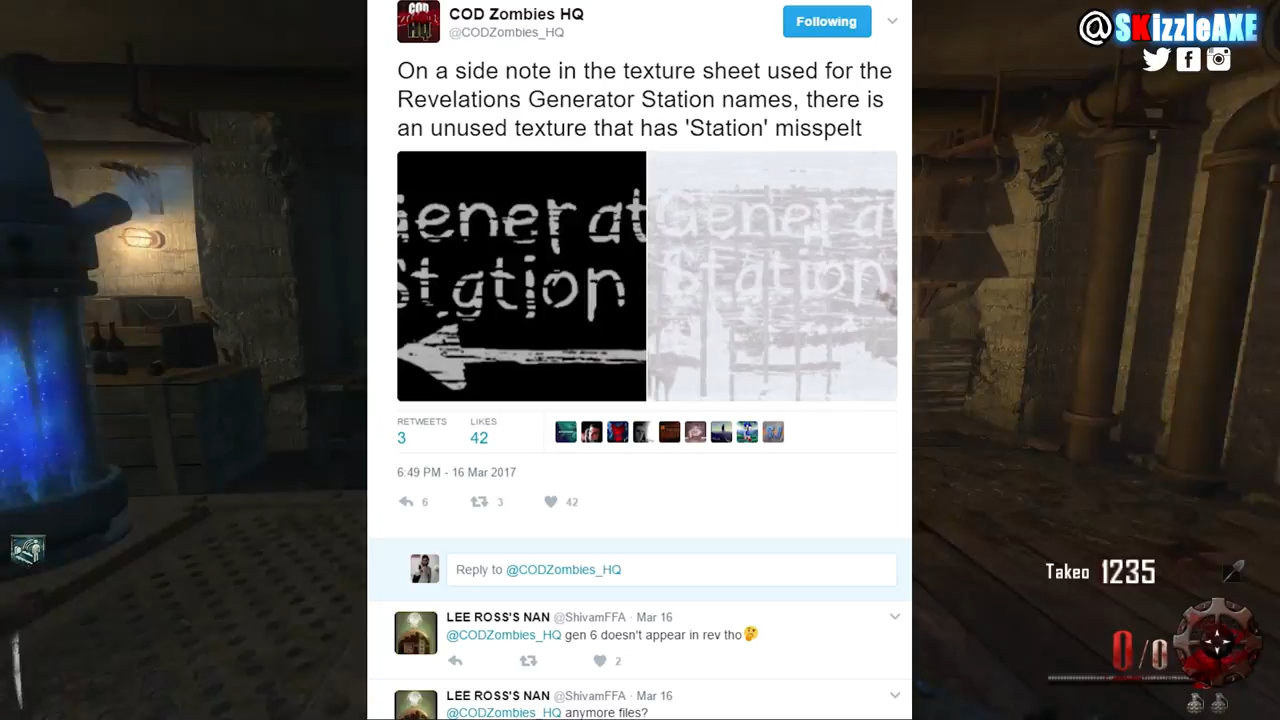 COD Zombies HQ
@CODZombies_HQ
Following
@SKizzleAXE
On a side note in the texture sheet used for the
Revelations Generator Station names, there is
an unused texture that has 'Station' misspelt
Generat
Station
Genera
Station
RETWEETS
3
LIKES
42
6:49 PM - 16 Mar 2017
6
3
42
Reply to @CODZombies_HQ
LEE ROSS'S NAN @ShivamFFA · Mar 16
@CODZombies_HQ gen 6 doesn't appear in rev tho🤔
2
LEE ROSS'S NAN @ShivamFFA · Mar 16
@CODZombies_HQ anymore files?
Takeo 1235
0/0